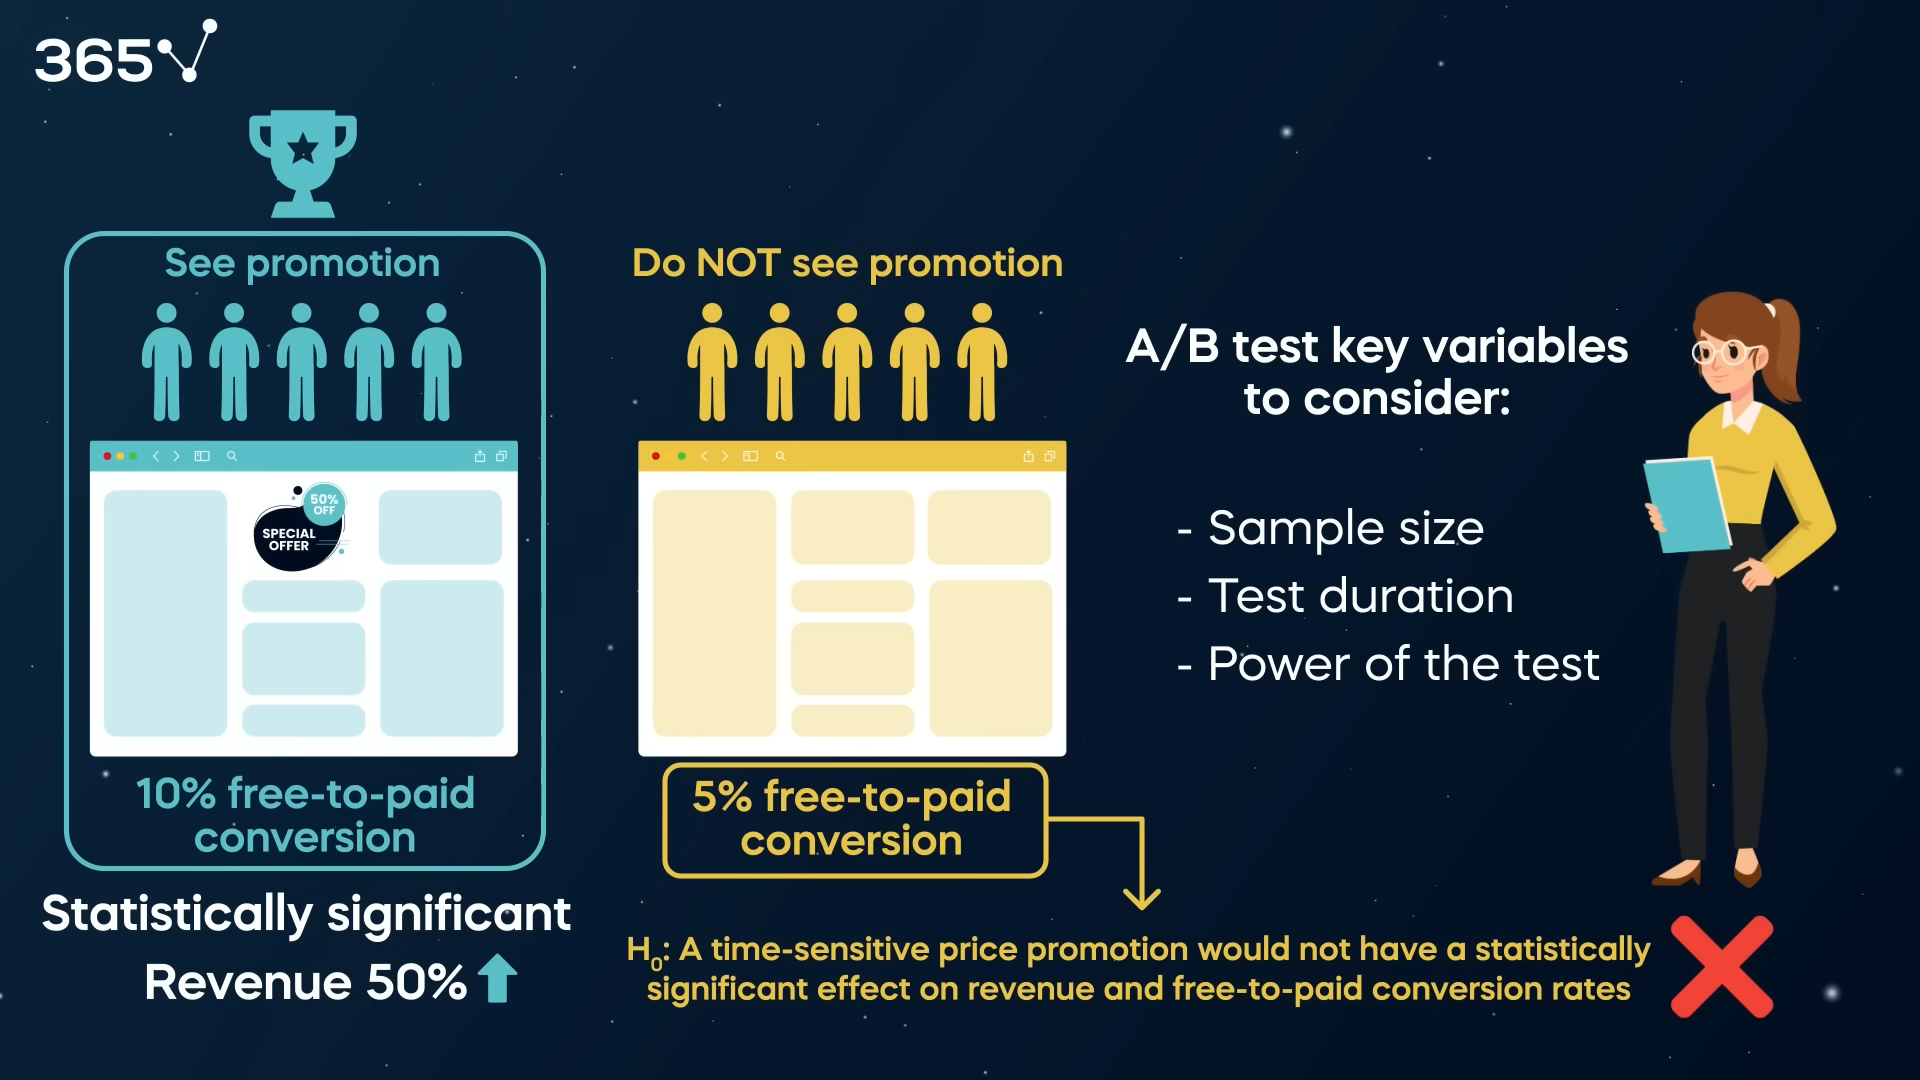 365
See promotion
50%
OFF
SPECIAL
OFFER
10% free-to-paid
conversion
Statistically significant
Revenue 50%
Do NOT see promotion
5% free-to-paid
conversion
A/B test key variables
to consider:
- Sample size
- Test duration
- Power of the test
H₀: A time-sensitive price promotion would not have a statistically
significant effect on revenue and free-to-paid conversion rates